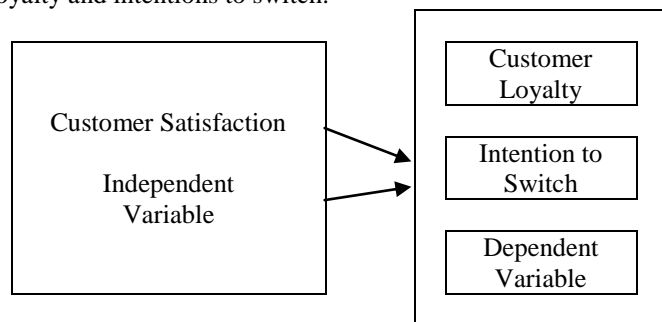 loyalty and intentions to switch.
Customer Satisfaction
Independent
Variable
Customer
Loyalty
Intention to
Switch
Dependent
Variable